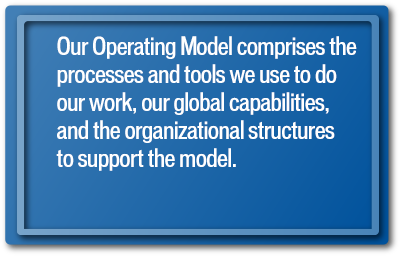 Our Operating Model comprises the
processes and tools we use to do
our work, our global capabilities,
and the organizational structures
to support the model.